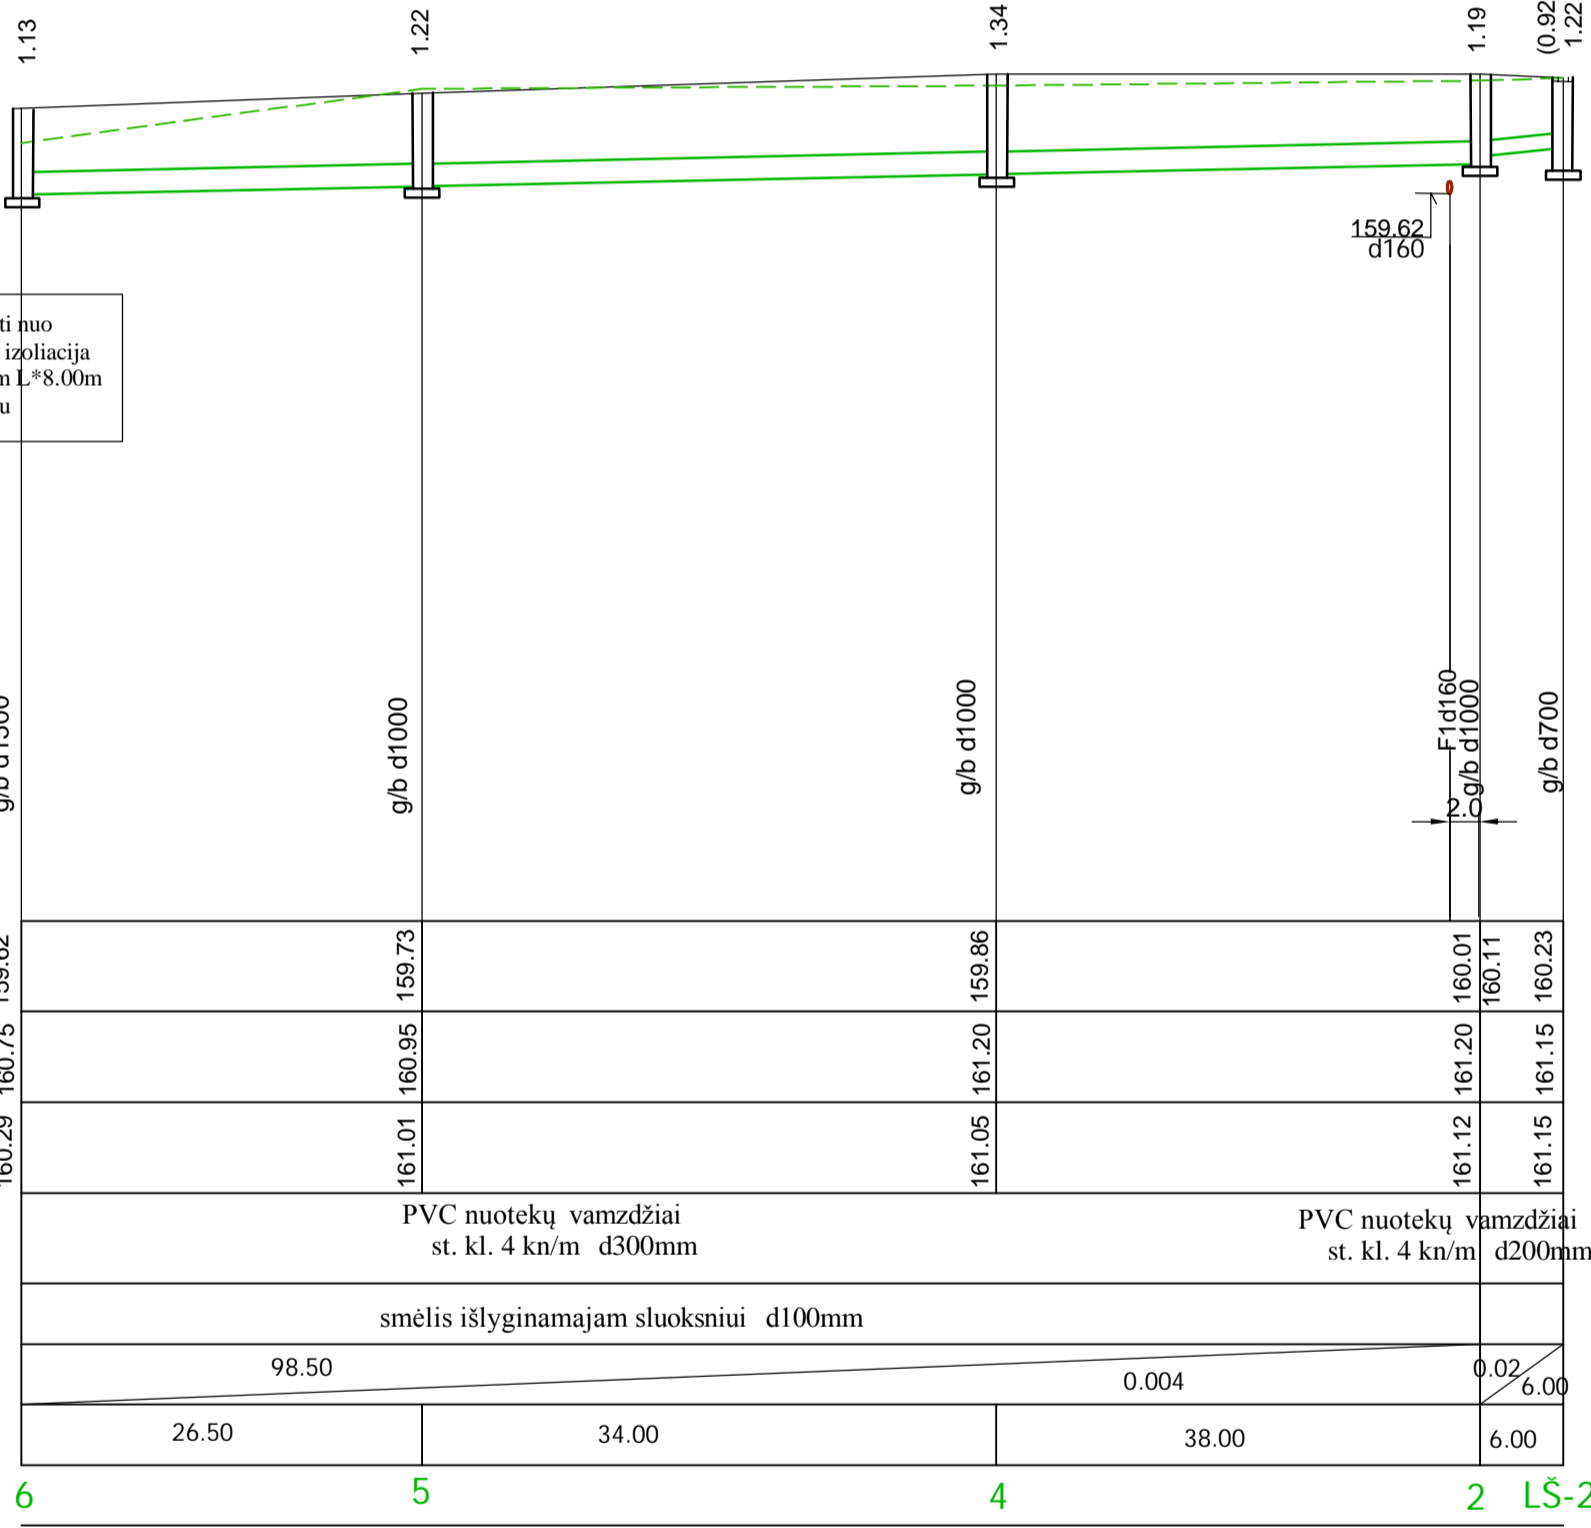 1.13
1.22
1.34
1.19
(0.92
1.22
159.62
d160
ti nuo
izoliacija
m L*8.00m
u
g/b d1500
g/b d1000
g/b d1000
F1d160
g/b d1000
g/b d700
2.0
159.62
159.73
159.86
160.01
160.11
160.23
160.75
160.95
161.20
161.20
161.15
160.29
161.01
161.05
161.12
161.15
PVC nuotekų vamzdžiai
st. kl. 4 kn/m d300mm
PVC nuotekų vamzdžiai
st. kl. 4 kn/m d200mm
smėlis išlyginamajam sluoksniui d100mm
98.50
0.004
0.02
6.00
26.50
34.00
38.00
6.00
6
5
4
2
LŠ-2